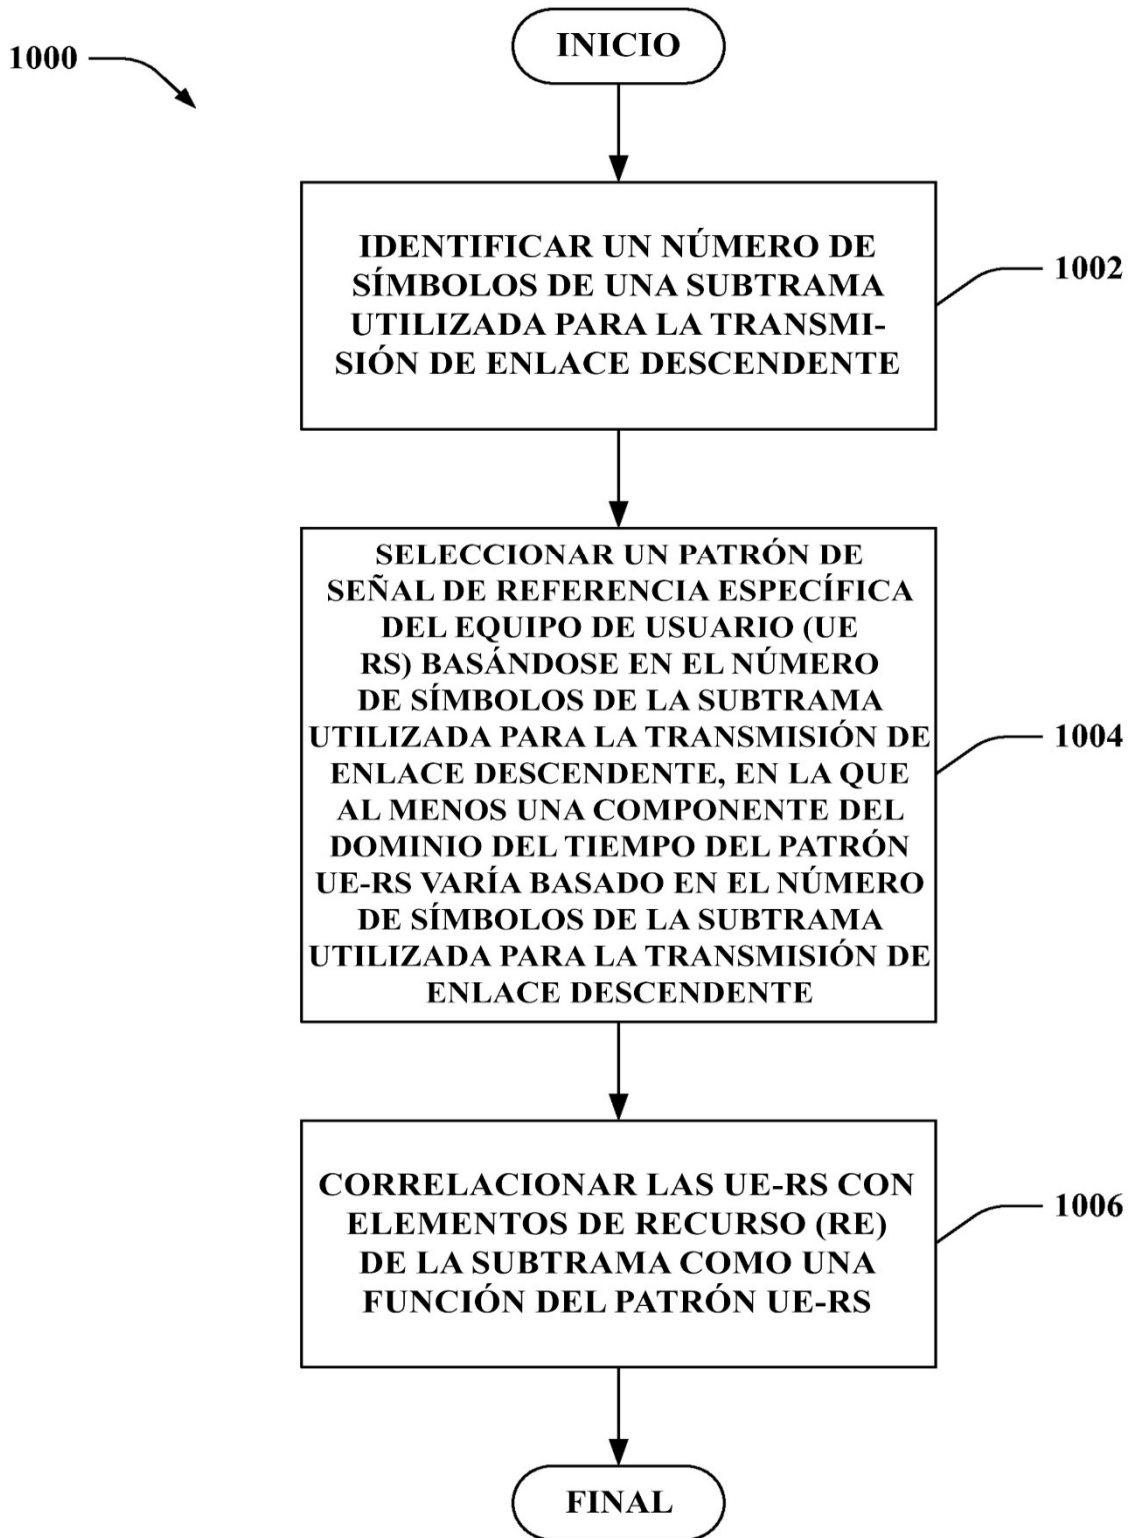 INICIO
1000
IDENTIFICAR UN NÚMERO DE
SÍMBOLOS DE UNA SUBTRAMA
UTILIZADA PARA LA TRANSMI-
SIÓN DE ENLACE DESCENDENTE
1002
SELECCIONAR UN PATRÓN DE
SEÑAL DE REFERENCIA ESPECÍFICA
DEL EQUIPO DE USUARIO (UE
RS) BASÁNDOSE EN EL NÚMERO
DE SÍMBOLOS DE LA SUBTRAMA
UTILIZADA PARA LA TRANSMISIÓN DE
ENLACE DESCENDENTE, EN LA QUE
AL MENOS UNA COMPONENTE DEL
DOMINIO DEL TIEMPO DEL PATRÓN
UE-RS VARÍA BASADO EN EL NÚMERO
DE SÍMBOLOS DE LA SUBTRAMA
UTILIZADA PARA LA TRANSMISIÓN DE
ENLACE DESCENDENTE
1004
CORRELACIONAR LAS UE-RS CON
ELEMENTOS DE RECURSO (RE)
DE LA SUBTRAMA COMO UNA
FUNCIÓN DEL PATRÓN UE-RS
1006
FINAL